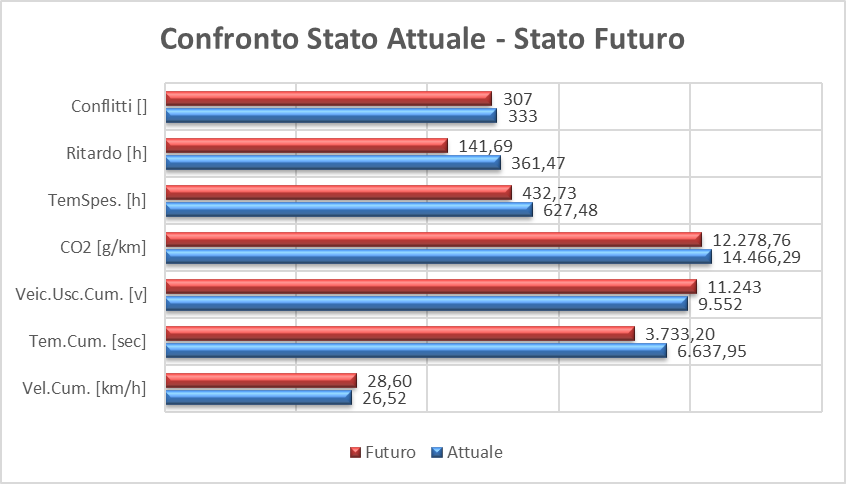 Confronto Stato Attuale - Stato Futuro
Conflitti []
307
333
Ritardo [h]
141,69
361,47
TemSpes. [h]
432,73
627,48
CO2 [g/km]
12.278,76
14.466,29
Veic.Usc.Cum. [v]
11.243
9.552
Tem.Cum. [sec]
3.733,20
6.637,95
Vel.Cum. [km/h]
28,60
26,52
Futuro Attuale